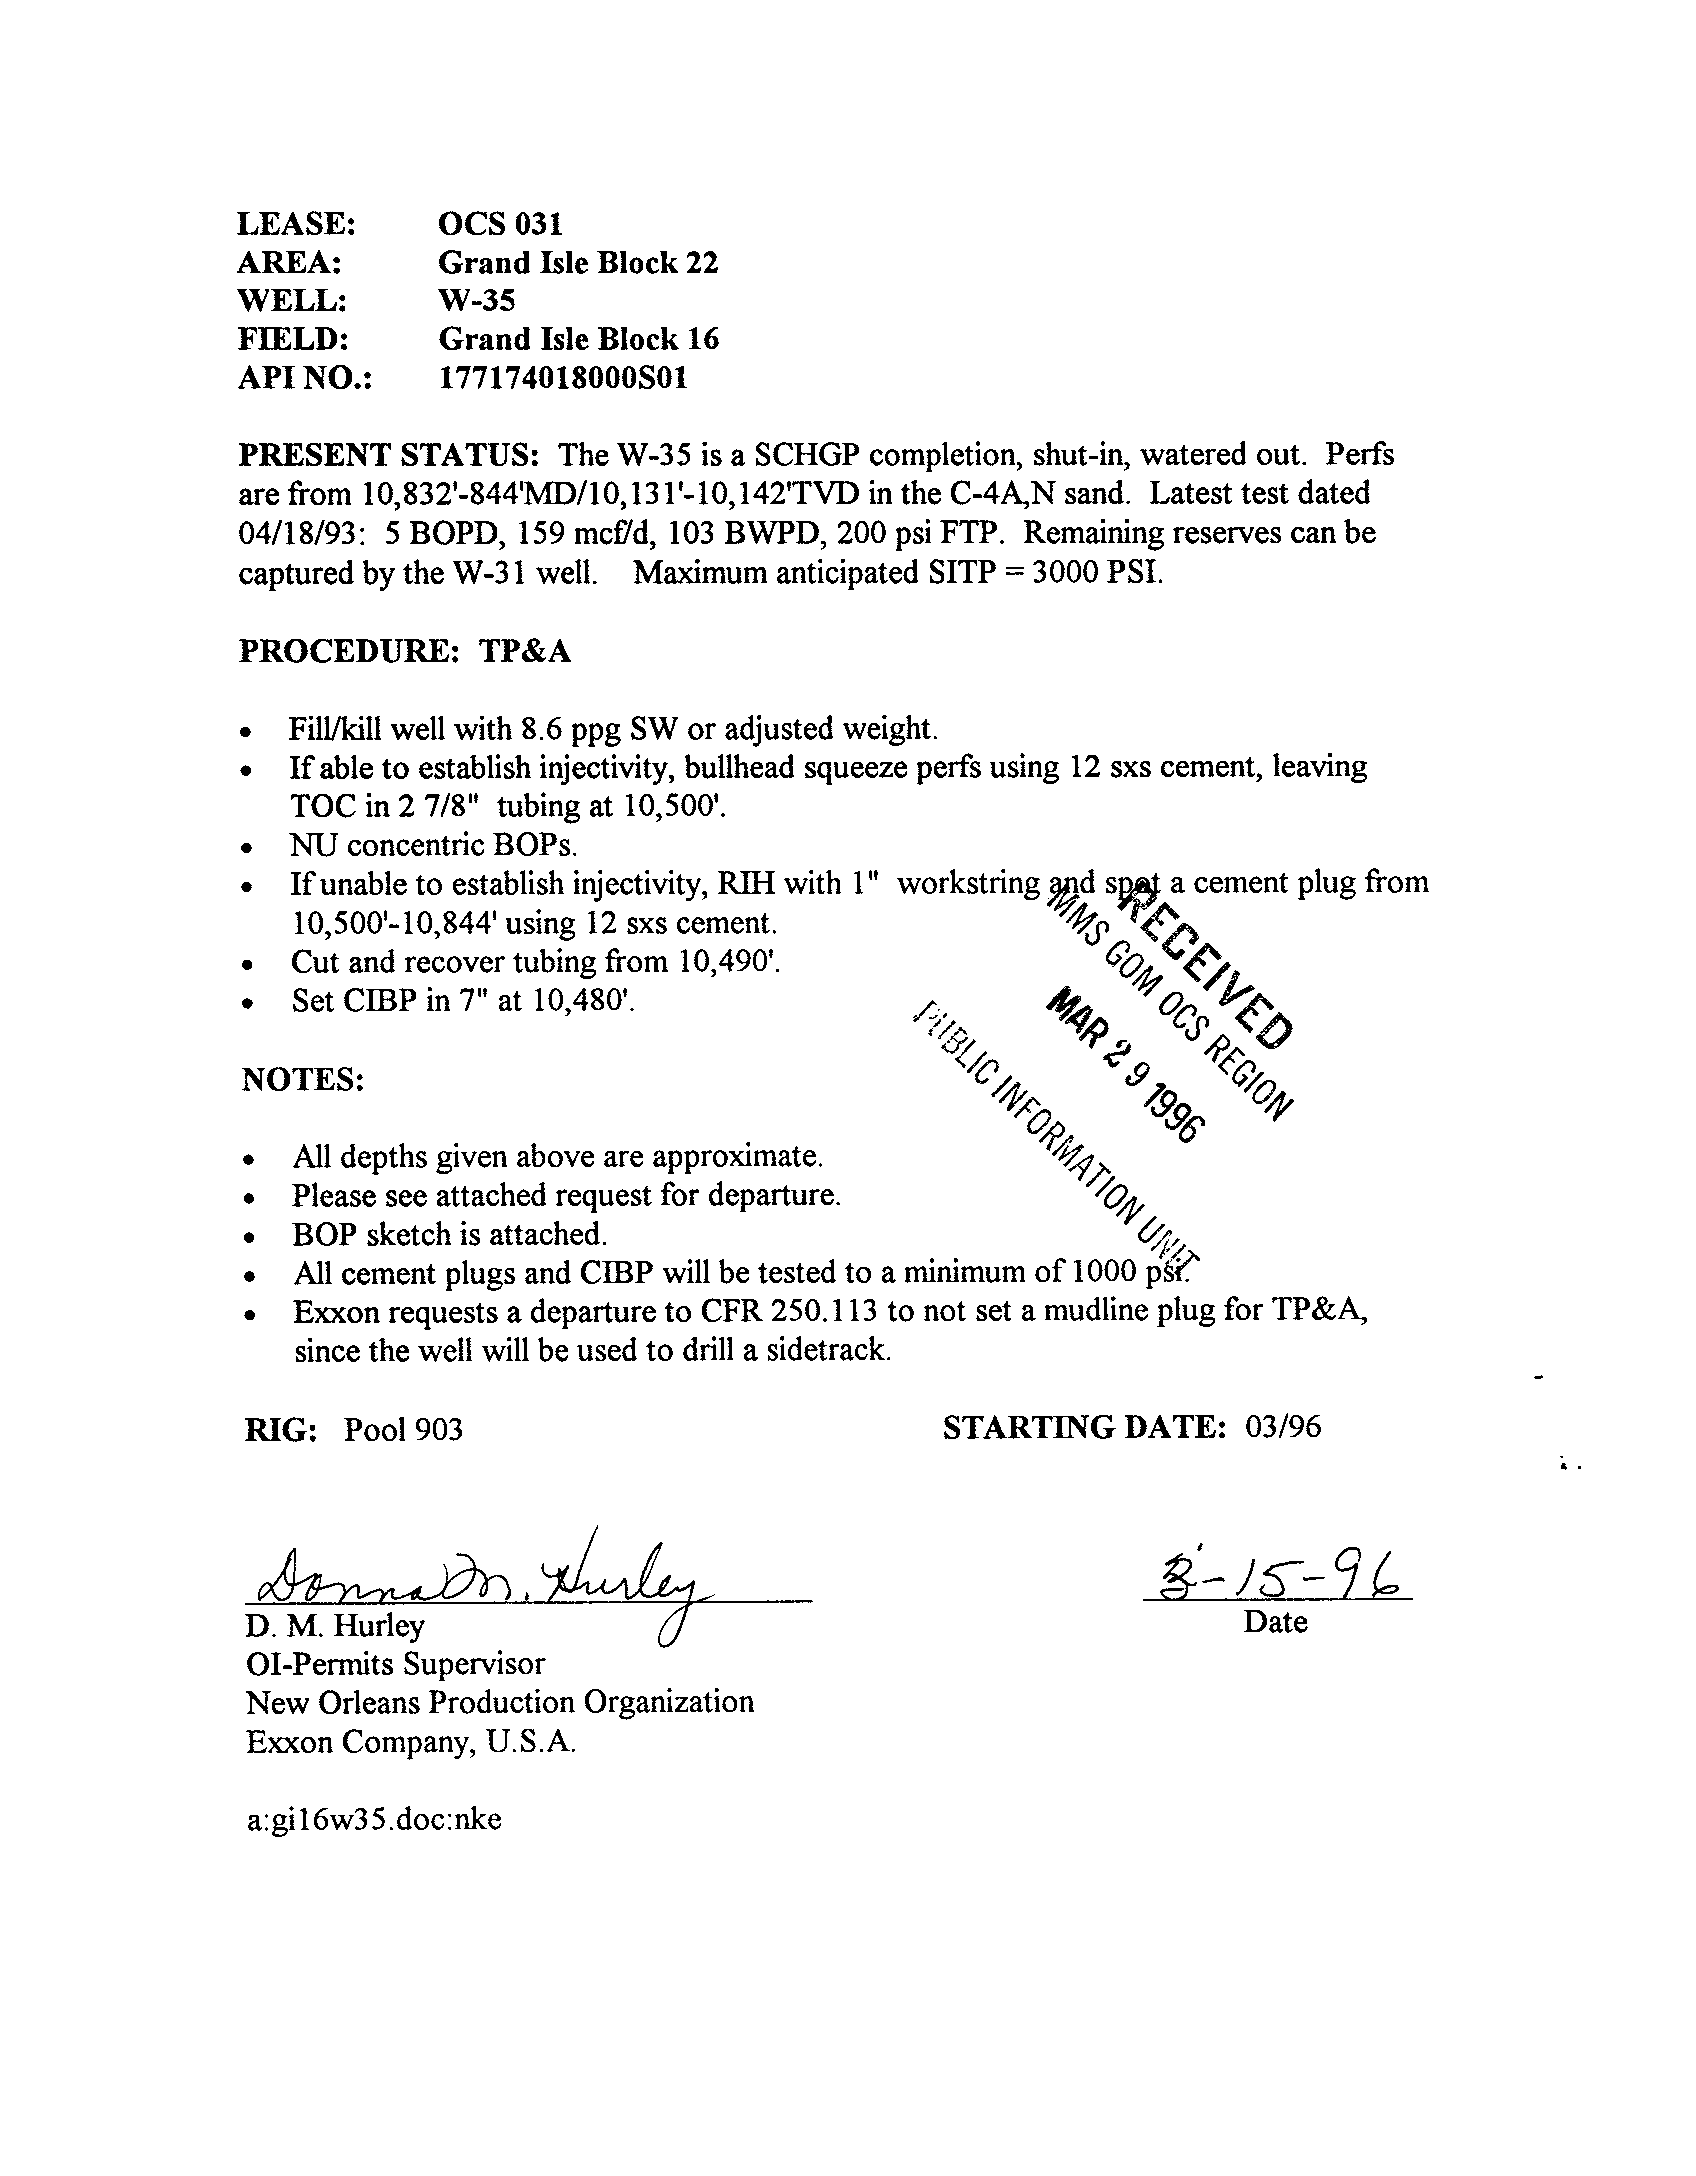 LEASE: OCS 031
AREA: Grand Isle Block 22
WELL: W-35
FIELD: Grand Isle Block 16
API NO.: 177174018000S01
PRESENT STATUS: The W-35 is a SCHGP completion, shut-in, watered out. Perfs
are from 10,832'-844'MD/10,131'-10,142'TVD in the C-4A,N sand. Latest test dated
04/18/93: 5 BOPD, 159 mcf/d, 103 BWPD, 200 psi FTP. Remaining reserves can be
captured by the W-31 well. Maximum anticipated SITP = 3000 PSI.
PROCEDURE: TP&A
• Fill/kill well with 8.6 ppg SW or adjusted weight.
• If able to establish injectivity, bullhead squeeze perfs using 12 sxs cement, leaving
TOC in 2 7/8" tubing at 10,500'.
• NU concentric BOPs.
• If unable to establish injectivity, RIH with 1" workstring and spot a cement plug from
10,500'-10,844' using 12 sxs cement.
• Cut and recover tubing from 10,490'.
• Set CIBP in 7" at 10,480'.
RECEIVED
MMS GOM OCS REGION
MAR 29 1996
PUBLIC INFORMATION UNIT
NOTES:
• All depths given above are approximate.
• Please see attached request for departure.
• BOP sketch is attached.
• All cement plugs and CIBP will be tested to a minimum of 1000 psi.
• Exxon requests a departure to CFR 250.113 to not set a mudline plug for TP&A,
since the well will be used to drill a sidetrack.
RIG: Pool 903 STARTING DATE: 03/96
Donna M. Hurley 3-15-96
D. M. Hurley Date
OI-Permits Supervisor
New Orleans Production Organization
Exxon Company, U.S.A.
a:gi16w35.doc:nke